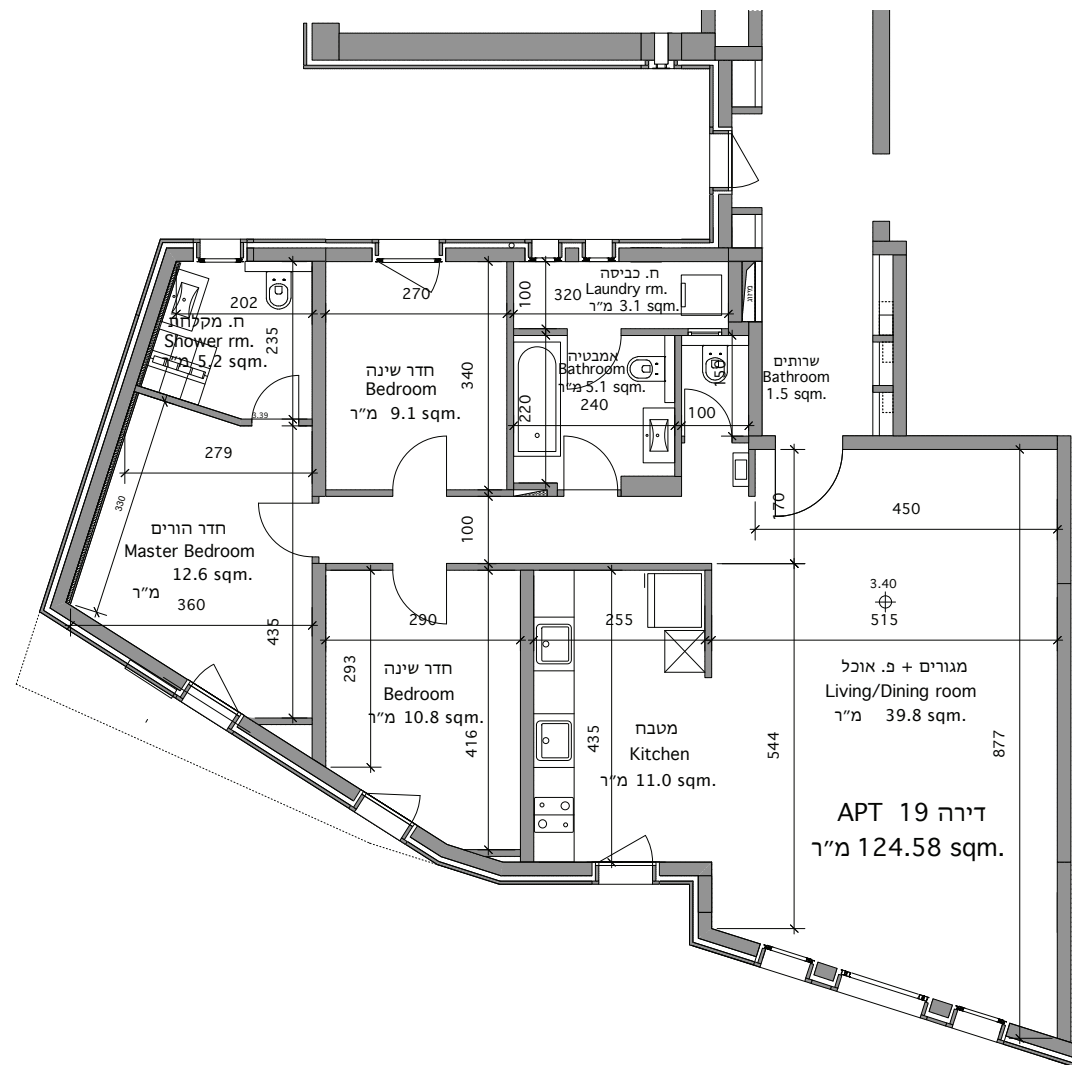 ח. כביסה
Laundry rm.
3.1 sqm. מ״ר
100
320
מיזוג
270
202
ח. מקלחת
Shower rm.
5.2 sqm. מ״ר
235
3.39
חדר שינה
Bedroom
9.1 sqm. מ״ר
340
אמבטיה
Bathroom
5.1 sqm. מ״ר
240
220
150
100
שרותים
Bathroom
1.5 sqm.
279
330
חדר הורים
Master Bedroom
12.6 sqm.
מ״ר
360
435
100
170
450
3.40
515
290
293
חדר שינה
Bedroom
10.8 sqm. מ״ר
416
255
435
מטבח
Kitchen
11.0 sqm. מ״ר
544
מגורים + פ. אוכל
Living/Dining room
39.8 sqm. מ״ר
877
דירה 19 APT
124.58 sqm. מ״ר